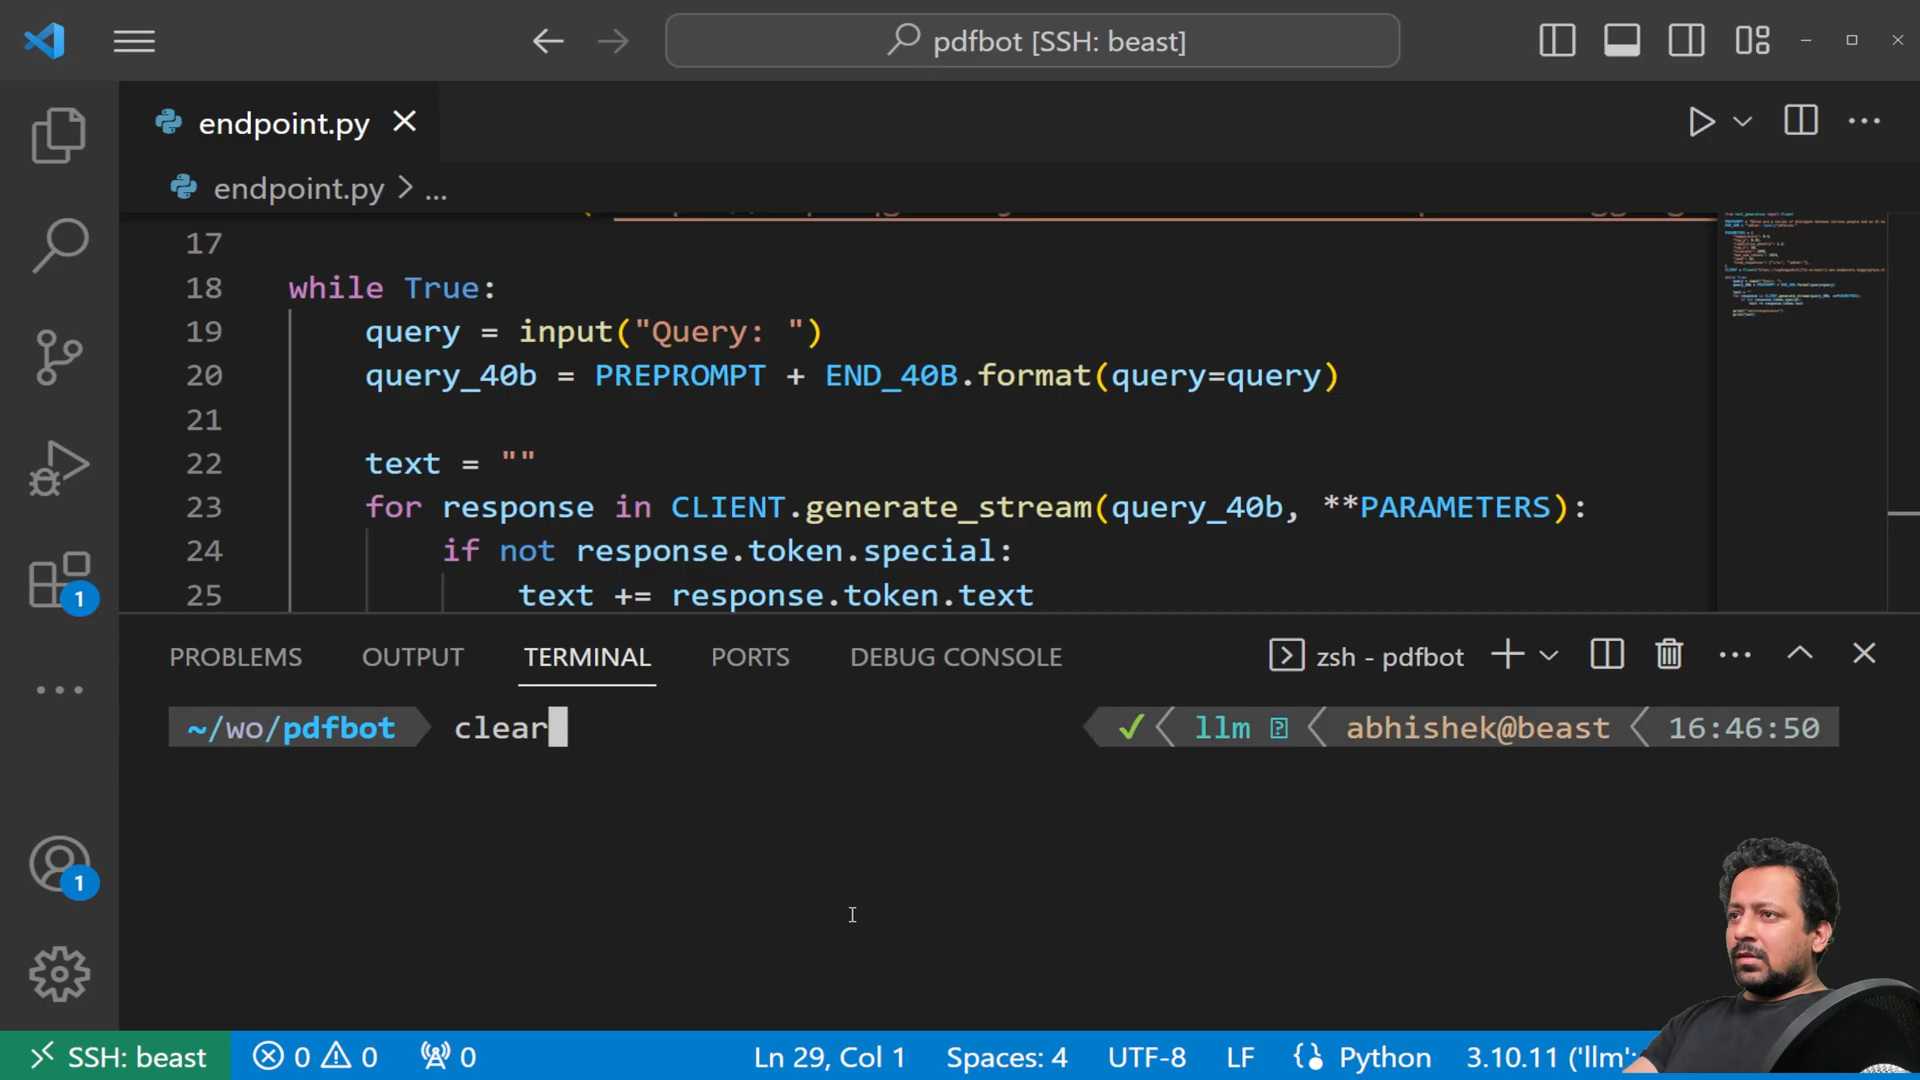 pdfbot [SSH: beast]
endpoint.py
endpoint.py > ...
17
18 while True:
19 query = input("Query: ")
20 query_40b = PREPROMPT + END_40B.format(query=query)
21
22 text = ""
23 for response in CLIENT.generate_stream(query_40b, **PARAMETERS):
24 if not response.token.special:
25 text += response.token.text
1
PROBLEMS OUTPUT TERMINAL PORTS DEBUG CONSOLE zsh - pdfbot
~/wo/pdfbot clear llm abhishek@beast 16:46:50
1
SSH: beast 0 0 0 Ln 29, Col 1 Spaces: 4 UTF-8 LF Python 3.10.11 ('llm':